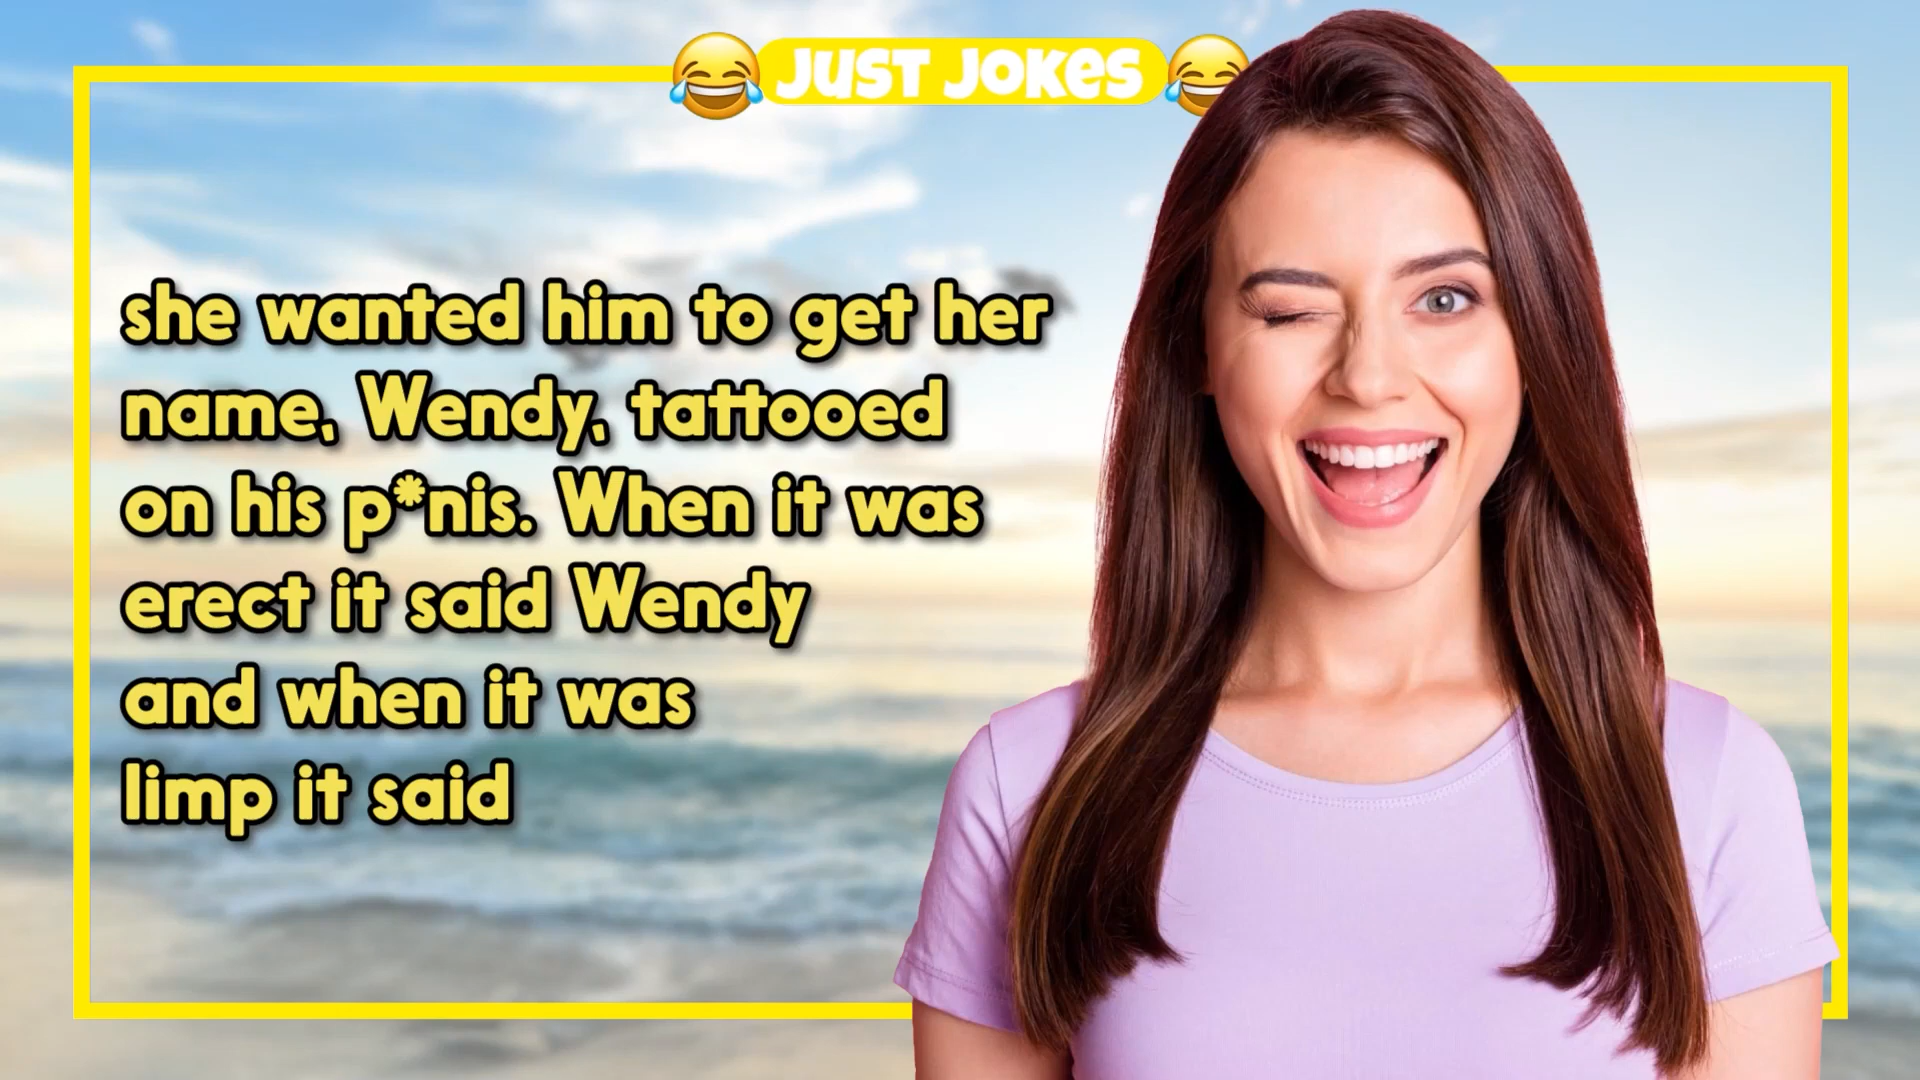 JUST JOKES
she wanted him to get her
name, Wendy, tattooed
on his p*nis. When it was
erect it said Wendy
and when it was
limp it said